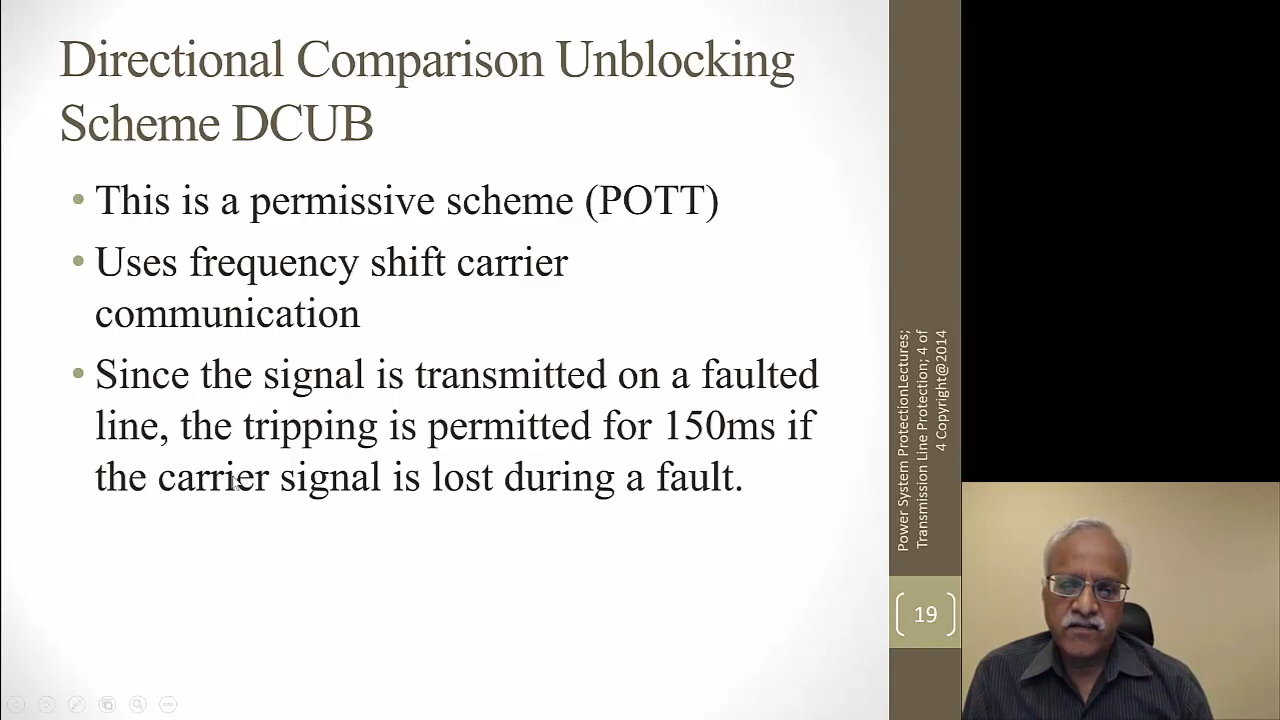 Directional Comparison Unblocking
Scheme DCUB
• This is a permissive scheme (POTT)
• Uses frequency shift carrier
communication
• Since the signal is transmitted on a faulted
line, the tripping is permitted for 150ms if
the carrier signal is lost during a fault.
Power System ProtectionLectures;
Transmission Line Protection; 4 of
4 Copyright@2014
19